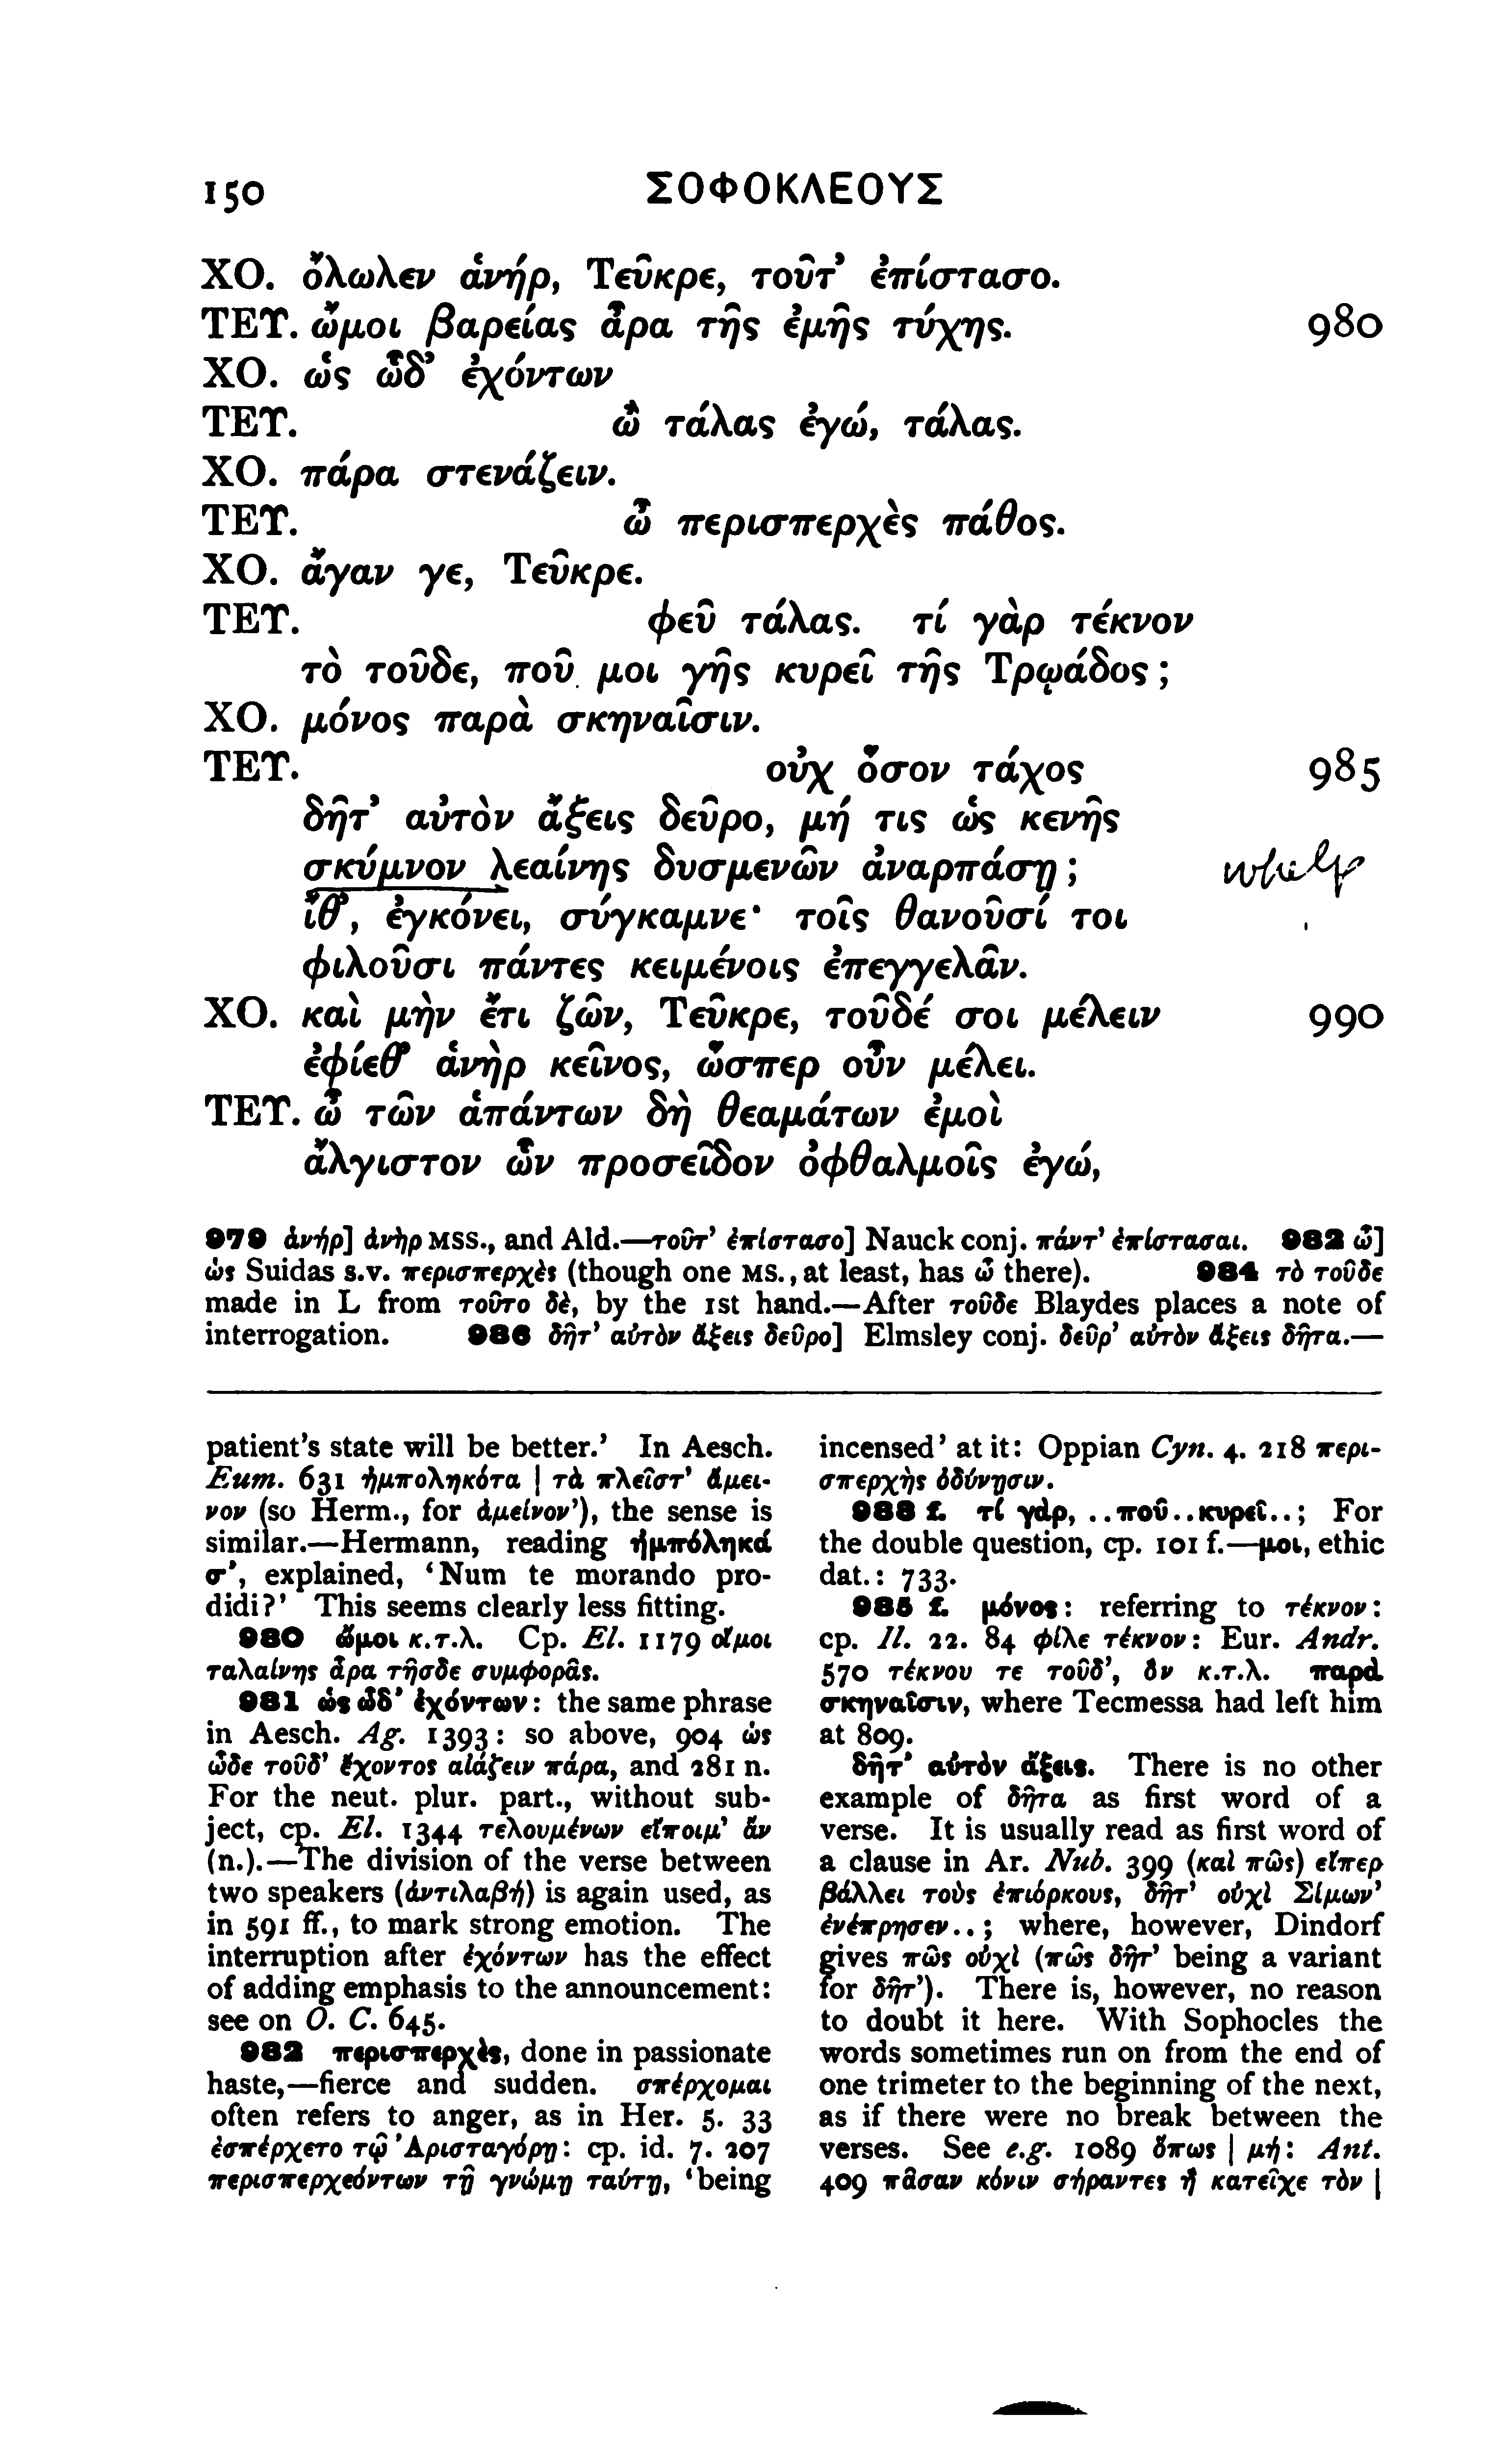 150
ΣΟΦΟΚΛΕΟΥΣ
ΧΟ. ὄλωλεν ἁνήρ, Τεῦκρε, τοῦτ’ ἐπίστασο.
ΤΕΥ. ὤμοι βαρείας ἆρα τῆς ἐμῆς τύχης. 980
ΧΟ. ὡς ὧδ’ ἐχόντων
ΤΕΥ. ὢ τάλας ἐγώ, τάλας.
ΧΟ. πάρα στενάζειν.
ΤΕΥ. ὦ περισπερχὲς πάθος.
ΧΟ. ἄγαν γε, Τεῦκρε.
ΤΕΥ. φεῦ τάλας. τί γὰρ τέκνον
τὸ τοῦδε, ποῦ μοι γῆς κυρεῖ τῆς Τρῳάδος ;
ΧΟ. μόνος παρὰ σκηναῖσιν.
ΤΕΥ. οὐχ ὅσον τάχος 985
δῆτ’ αὐτὸν ἄξεις δεῦρο, μή τις ὡς κενῆς
σκύμνον λεαίνης δυσμενῶν ἀναρπάσῃ ; whelp
ἴθ’, ἐγκόνει, σύγκαμνε· τοῖς θανοῦσί τοι
φιλοῦσι πάντες κειμένοις ἐπεγγελᾶν.
ΧΟ. καὶ μὴν ἔτι ζῶν, Τεῦκρε, τοῦδέ σοι μέλειν 990
ἐφίεθ’ ἁνὴρ κεῖνος, ὥσπερ οὖν μέλει.
ΤΕΥ. ὦ τῶν ἁπάντων δὴ θεαμάτων ἐμοὶ
ἄλγιστον ὧν προσεῖδον ὀφθαλμοῖς ἐγώ,
979 ἁνήρ] ἀνὴρ MSS., and Ald.—τοῦτ’ ἐπίστασο] Nauck conj. πάντ’ ἐπίστασαι. 982 ὦ]
ὡς Suidas s.v. περισπερχὲς (though one MS., at least, has ὦ there). 984 τὸ τοῦδε
made in L from τοῦτο δὲ, by the 1st hand.—After τοῦδε Blaydes places a note of
interrogation. 986 δῆτ’ αὐτὸν ἄξεις δεῦρο] Elmsley conj. δεῦρ’ αὐτὸν ἄξεις δῆτα.—
patient’s state will be better.’ In Aesch.
Eum. 631 ἠμποληκότα | τὰ πλεῖστ’ ἄμει-
νον (so Herm., for ἀμείνον’), the sense is
similar.—Hermann, reading ἠμπόληκά
σ’, explained, ‘Num te morando pro-
didi?’ This seems clearly less fitting.
980 ὤμοι κ.τ.λ. Cp. El. 1179 οἴμοι
ταλαίνης ἆρα τῆσδε συμφορᾶς.
981 ὡς ὧδ’ ἐχόντων: the same phrase
in Aesch. Ag. 1393: so above, 904 ὡς
ὧδε τοῦδ’ ἔχοντος αἰάζειν πάρα, and 281 n.
For the neut. plur. part., without sub-
ject, cp. El. 1344 τελουμένων εἴποιμ’ ἄν
(n.).—The division of the verse between
two speakers (ἀντιλαβή) is again used, as
in 591 ff., to mark strong emotion. The
interruption after ἐχόντων has the effect
of adding emphasis to the announcement:
see on O. C. 645.
982 περισπερχὲς, done in passionate
haste,—fierce and sudden. σπέρχομαι
often refers to anger, as in Her. 5. 33
ἐσπέρχετο τῷ Ἀρισταγόρῃ: cp. id. 7. 207
περισπερχεόντων τῇ γνώμῃ ταύτῃ, ‘being
incensed’ at it: Oppian Cyn. 4. 218 περι-
σπερχὴς ὀδύνῃσιν.
983 f. τί γάρ, ..ποῦ..κυρεῖ..; For
the double question, cp. 101 f.—μοι, ethic
dat.: 733.
985 f. μόνος: referring to τέκνον:
cp. Il. 22. 84 φίλε τέκνον: Eur. Andr.
570 τέκνου τε τοῦδ’, ὃν κ.τ.λ. παρὰ
σκηναῖσιν, where Tecmessa had left him
at 809.
δῆτ’ αὐτὸν ἄξεις. There is no other
example of δῆτα as first word of a
verse. It is usually read as first word of
a clause in Ar. Nub. 399 (καὶ πῶς) εἴπερ
βάλλει τοὺς ἐπιόρκους, δῆτ’ οὐχὶ Σίμων’
ἐνέπρησεν..; where, however, Dindorf
gives πῶς οὐχὶ (πῶς δῆτ’ being a variant
for δῆτ’). There is, however, no reason
to doubt it here. With Sophocles the
words sometimes run on from the end of
one trimeter to the beginning of the next,
as if there were no break between the
verses. See e.g. 1089 ὅπως | μή: Ant.
409 πᾶσαν κόνιν σήραντες ἣ κατεῖχε τὸν |